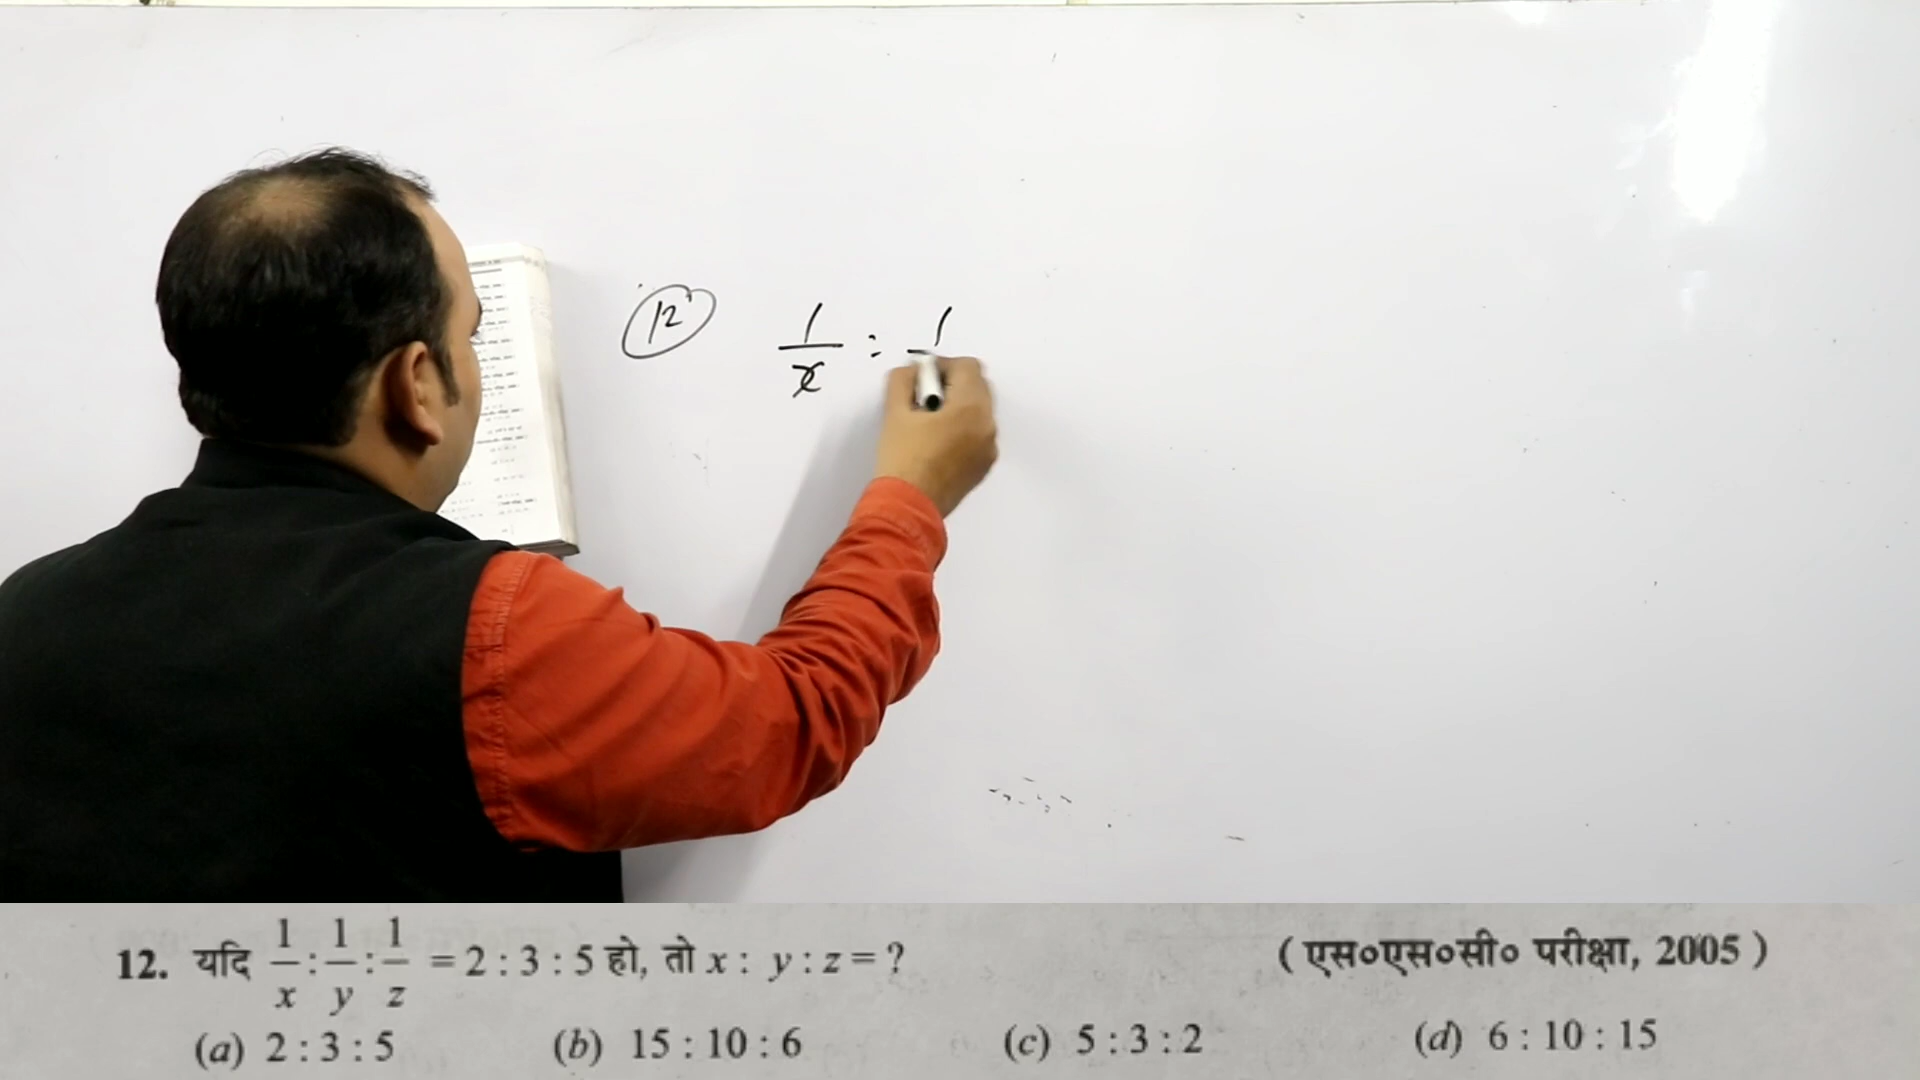 12
1/x : 1
12. यदि 1/x : 1/y : 1/z = 2 : 3 : 5 हो, तो x : y : z = ?
( एस०एस०सी० परीक्षा, 2005 )
(a) 2 : 3 : 5 (b) 15 : 10 : 6 (c) 5 : 3 : 2 (d) 6 : 10 : 15